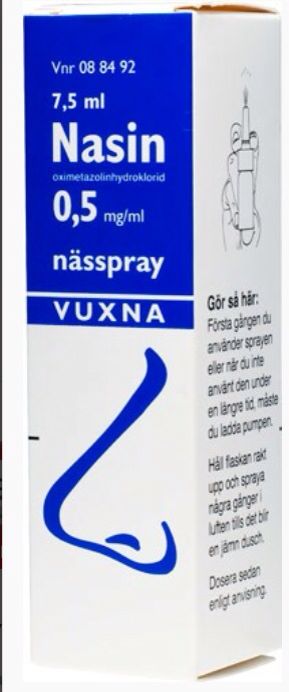 Vnr 08 84 92
7,5 ml
Nasin
oximetazolinhydroklorid
0,5 mg/ml
nässpray
VUXNA
Gör så här:
Första gången du
använder sprayen
eller när du inte
använt den under
en längre tid, måste
du ladda pumpen.
Håll flaskan rakt
upp och spraya
några gånger i
luften tills det blir
en jämn dusch.
Dosera sedan
enligt anvisning.